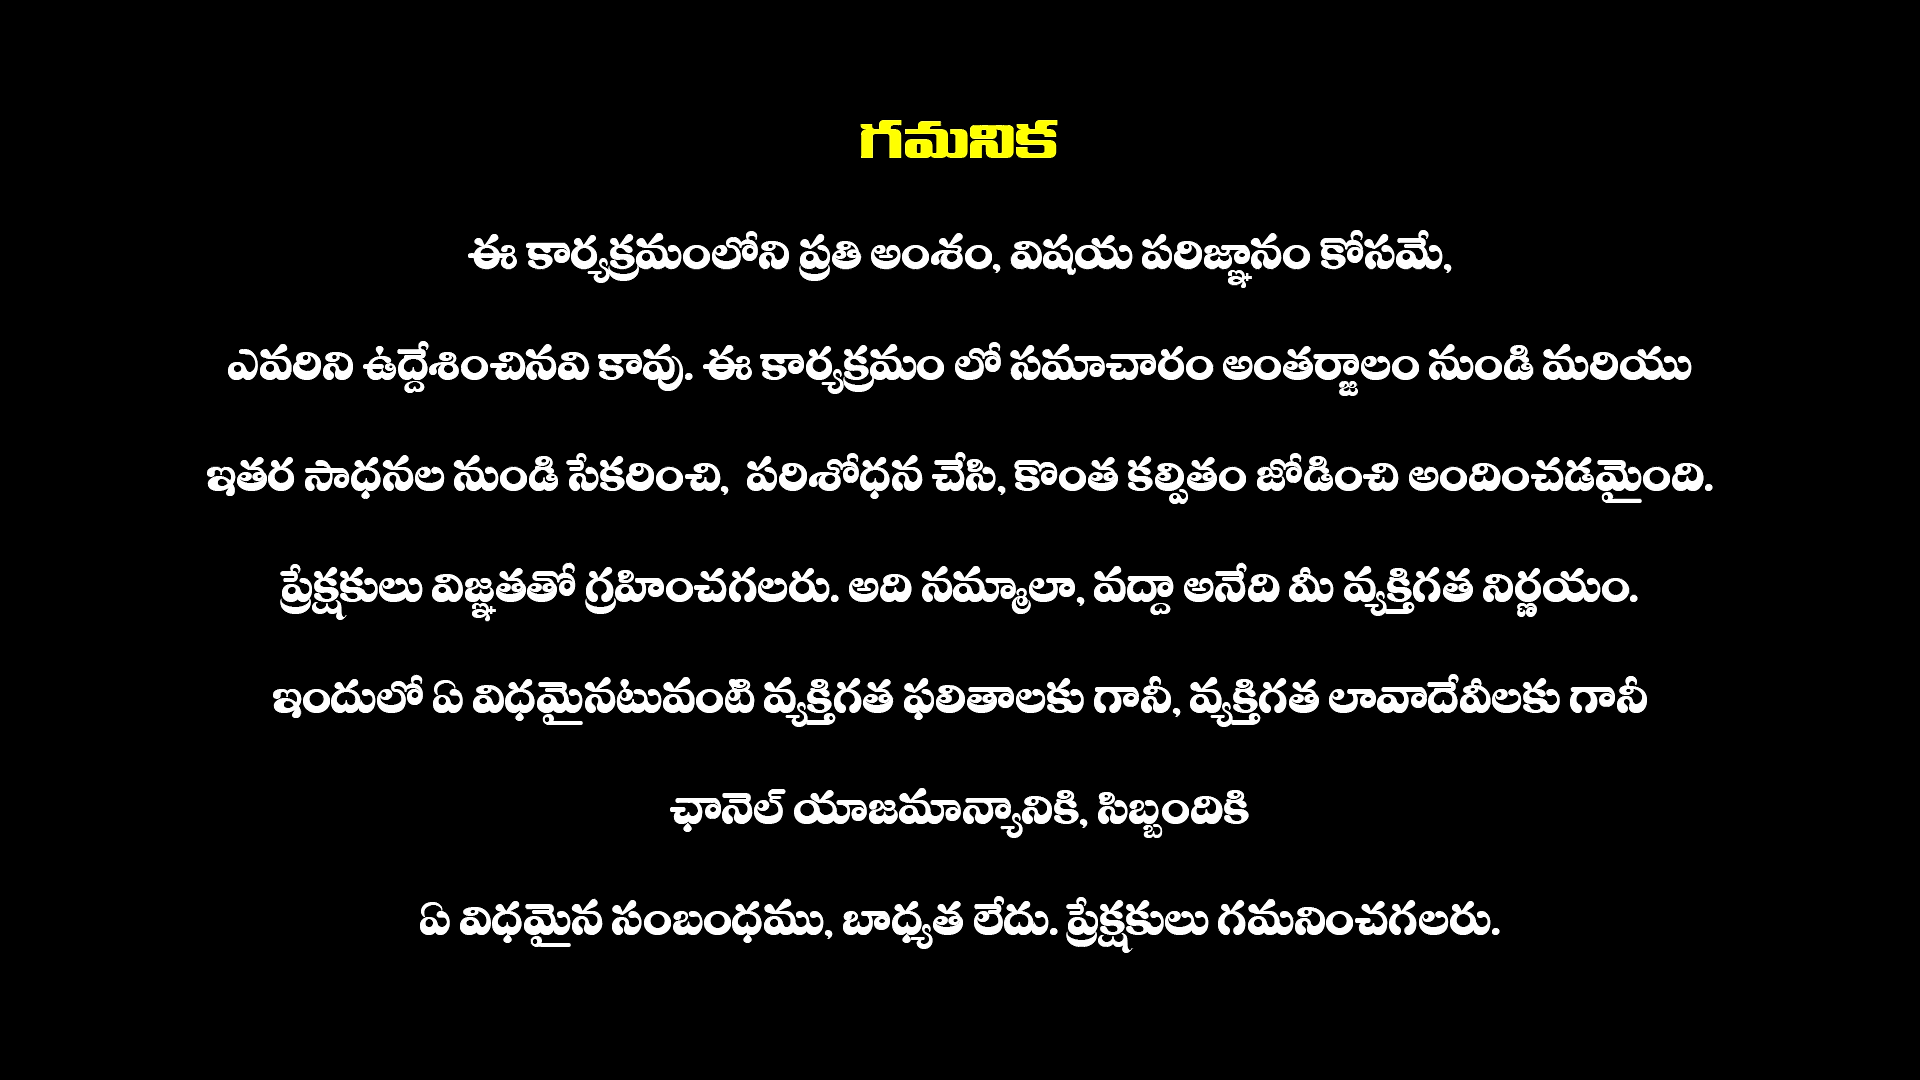 గమనిక
ఈ కార్యక్రమంలోని ప్రతి అంశం, విషయ పరిజ్ఞానం కోసమే,
ఎవరిని ఉద్దేశించినవి కావు. ఈ కార్యక్రమం లో సమాచారం అంతర్జాలం నుండి మరియు
ఇతర సాధనల నుండి సేకరించి, పరిశోధన చేసి, కొంత కల్పితం జోడించి అందించడమైంది.
ప్రేక్షకులు విజ్ఞతతో గ్రహించగలరు. అది నమ్మాలా, వద్దా అనేది మీ వ్యక్తిగత నిర్ణయం.
ఇందులో ఏ విధమైనటువంటి వ్యక్తిగత ఫలితాలకు గానీ, వ్యక్తిగత లావాదేవీలకు గానీ
ఛానెల్ యాజమాన్యానికి, సిబ్బందికి
ఏ విధమైన సంబంధము, బాధ్యత లేదు. ప్రేక్షకులు గమనించగలరు.